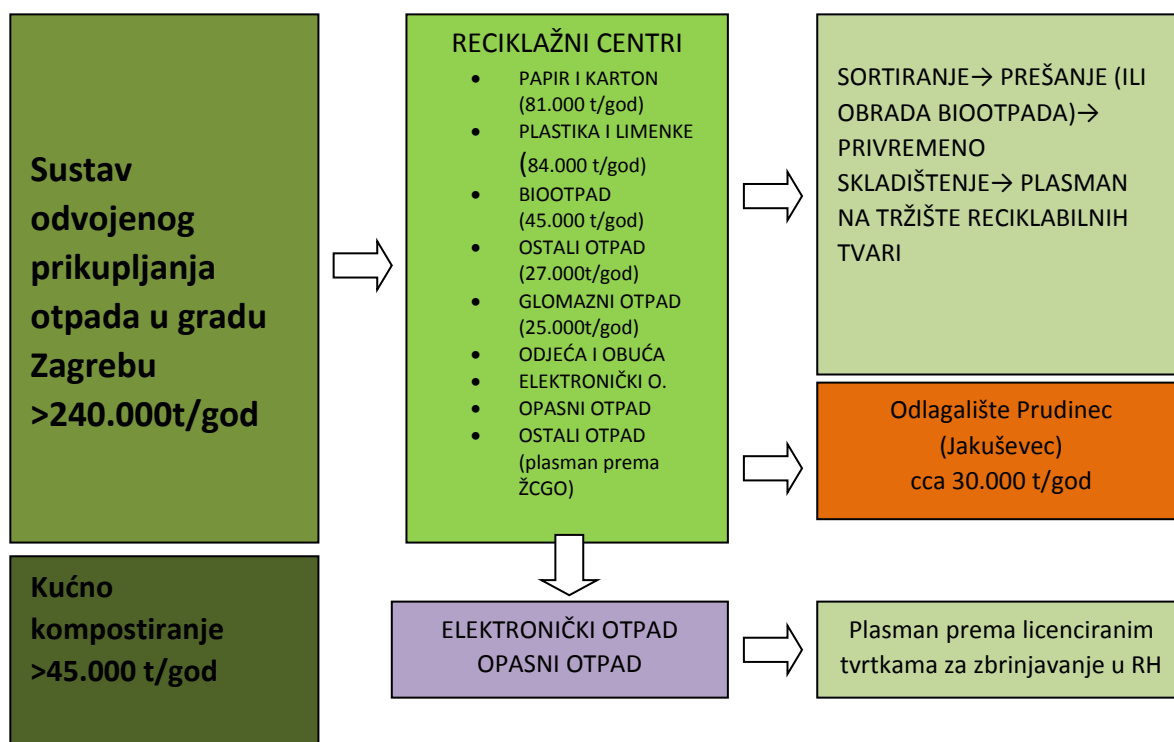 Sustav
odvojenog
prikupljanja
otpada u gradu
Zagrebu
>240.000t/god
Kućno
kompostiranje
>45.000 t/god
RECIKLAŽNI CENTRI
• PAPIR I KARTON
(81.000 t/god)
• PLASTIKA I LIMENKE
(84.000 t/god)
• BIOOTPAD
(45.000 t/god)
• OSTALI OTPAD
(27.000t/god)
• GLOMAZNI OTPAD
(25.000t/god)
• ODJEĆA I OBUĆA
• ELEKTRONIČKI O.
• OPASNI OTPAD
• OSTALI OTPAD
(plasman prema
ŽCGO)
ELEKTRONIČKI OTPAD
OPASNI OTPAD
SORTIRANJE→ PREŠANJE (ILI
OBRADA BIOOTPADA)→
PRIVREMENO
SKLADIŠTENJE→ PLASMAN
NA TRŽIŠTE RECIKLABILNIH
TVARI
Odlagalište Prudinec
(Jakuševec)
cca 30.000 t/god
Plasman prema licenciranim
tvrtkama za zbrinjavanje u RH